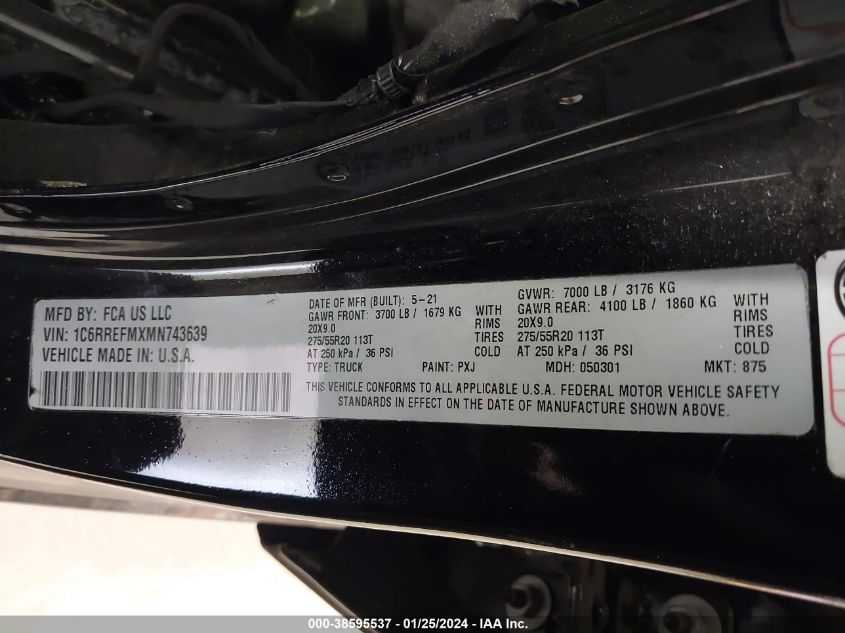 MFD BY: FCA US LLC
VIN: 1C6RREFMXMN743639
VEHICLE MADE IN: U.S.A.
DATE OF MFR (BUILT): 5-21
GAWR FRONT: 3700 LB / 1679 KG WITH
20X9.0 RIMS
275/55R20 113T TIRES
AT 250 kPa / 36 PSI COLD
TYPE: TRUCK PAINT: PXJ
GVWR: 7000 LB / 3176 KG
GAWR REAR: 4100 LB / 1860 KG WITH
20X9.0 RIMS
275/55R20 113T TIRES
AT 250 kPa / 36 PSI COLD
MDH: 050301 MKT: 875
THIS VEHICLE CONFORMS TO ALL APPLICABLE U.S.A. FEDERAL MOTOR VEHICLE SAFETY
STANDARDS IN EFFECT ON THE DATE OF MANUFACTURE SHOWN ABOVE.
000-38595537 - 01/25/2024 - IAA Inc.